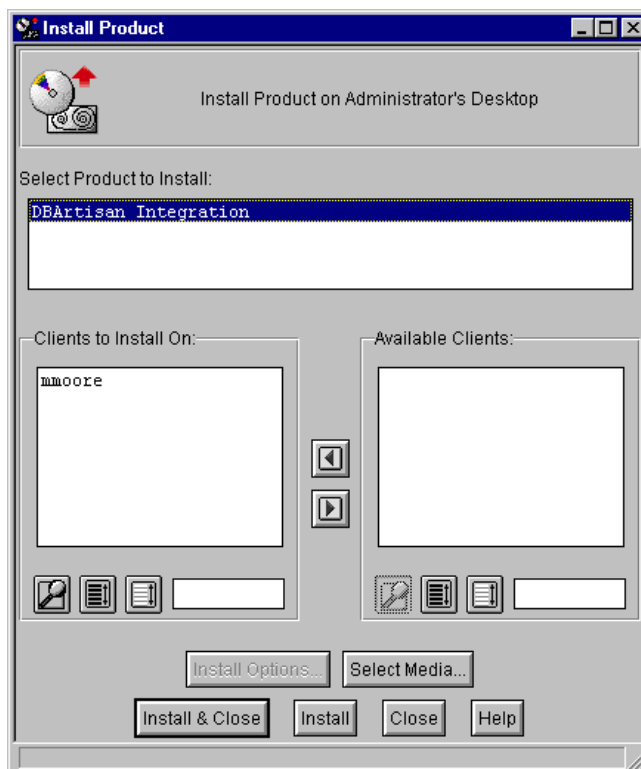 Install Product
Install Product on Administrator's Desktop
Select Product to Install:
DBArtisan Integration
Clients to Install On:
Available Clients:
mmoore
Install Options...
Select Media...
Install & Close
Install
Close
Help